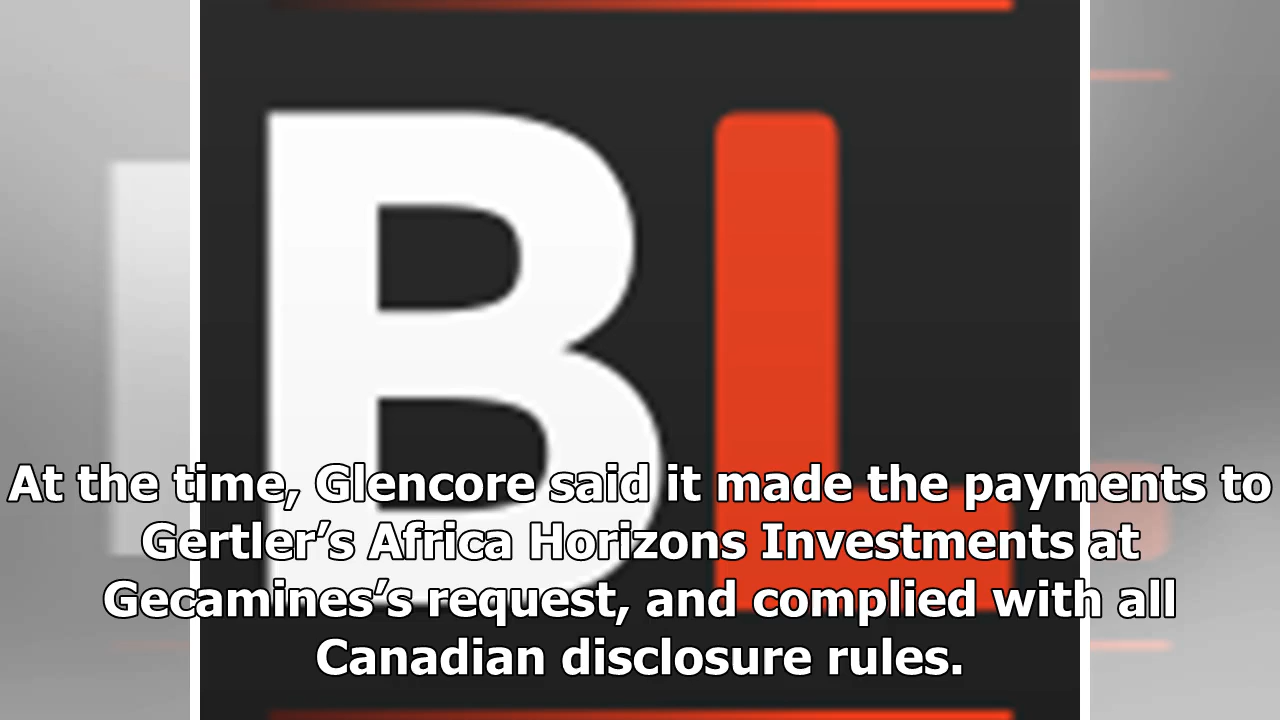 BL
At the time, Glencore said it made the payments to
Gertler’s Africa Horizons Investments at
Gecamines’s request, and complied with all
Canadian disclosure rules.